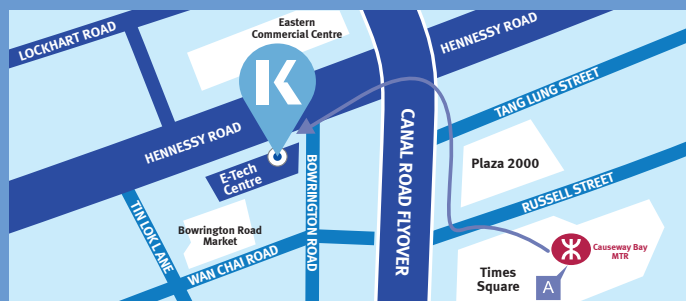 LOCKHART ROAD
Eastern
Commercial Centre
HENNESSY ROAD
K
TANG LUNG STREET
HENNESSY ROAD
CANAL ROAD FLYOVER
E-Tech
Centre
BOWRINGTON ROAD
Plaza 2000
RUSSELL STREET
TIN LOK LANE
Bowrington Road
Market
WAN CHAI ROAD
Causeway Bay
MTR
Times
Square
A